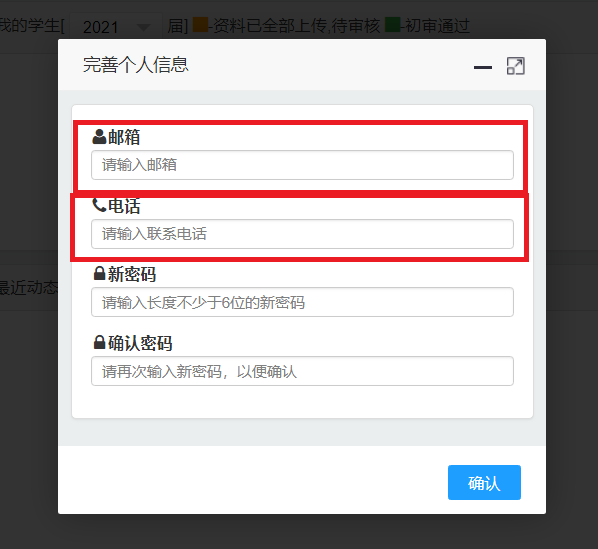 我的学生[ 2021 届] -资料已全部上传,待审核 -初审通过
完善个人信息
邮箱
请输入邮箱
电话
请输入联系电话
新密码
请输入长度不少于6位的新密码
确认密码
请再次输入新密码，以便确认
最近动态
确认